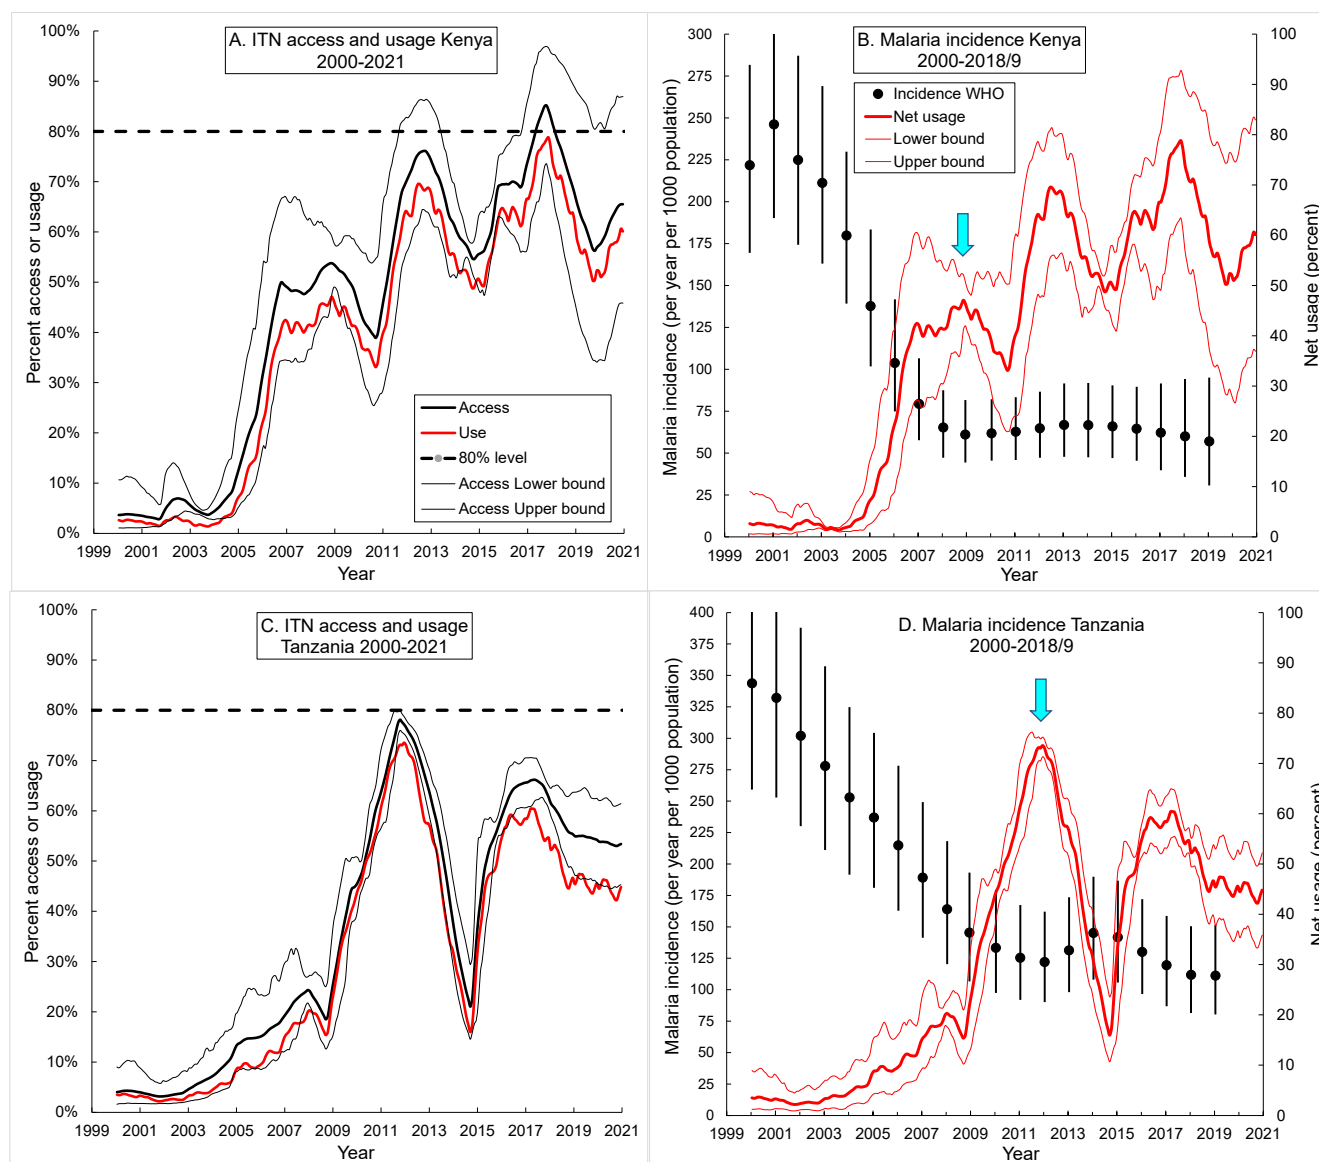 A. ITN access and usage Kenya
2000-2021
100%
90%
80%
70%
60%
50%
40%
30%
20%
10%
0%
Percent access or usage
Access
Use
80% level
Access Lower bound
Access Upper bound
1999 2001 2003 2005 2007 2009 2011 2013 2015 2017 2019 2021
Year
B. Malaria incidence Kenya
2000-2018/9
Incidence WHO
Net usage
Lower bound
Upper bound
300
275
250
225
200
175
150
125
100
75
50
25
0
Malaria incidence (per year per 1000 population)
100
90
80
70
60
50
40
30
20
10
0
Net usage (percent)
1999 2001 2003 2005 2007 2009 2011 2013 2015 2017 2019 2021
Year
C. ITN access and usage
Tanzania 2000-2021
100%
90%
80%
70%
60%
50%
40%
30%
20%
10%
0%
Percent access or usage
1999 2001 2003 2005 2007 2009 2011 2013 2015 2017 2019 2021
Year
D. Malaria incidence Tanzania
2000-2018/9
400
375
350
325
300
275
250
225
200
175
150
125
100
75
50
25
0
Malaria incidence (per year per 1000 population)
100
90
80
70
60
50
40
30
20
10
0
Net usage (percent)
1999 2001 2003 2005 2007 2009 2011 2013 2015 2017 2019 2021
Year